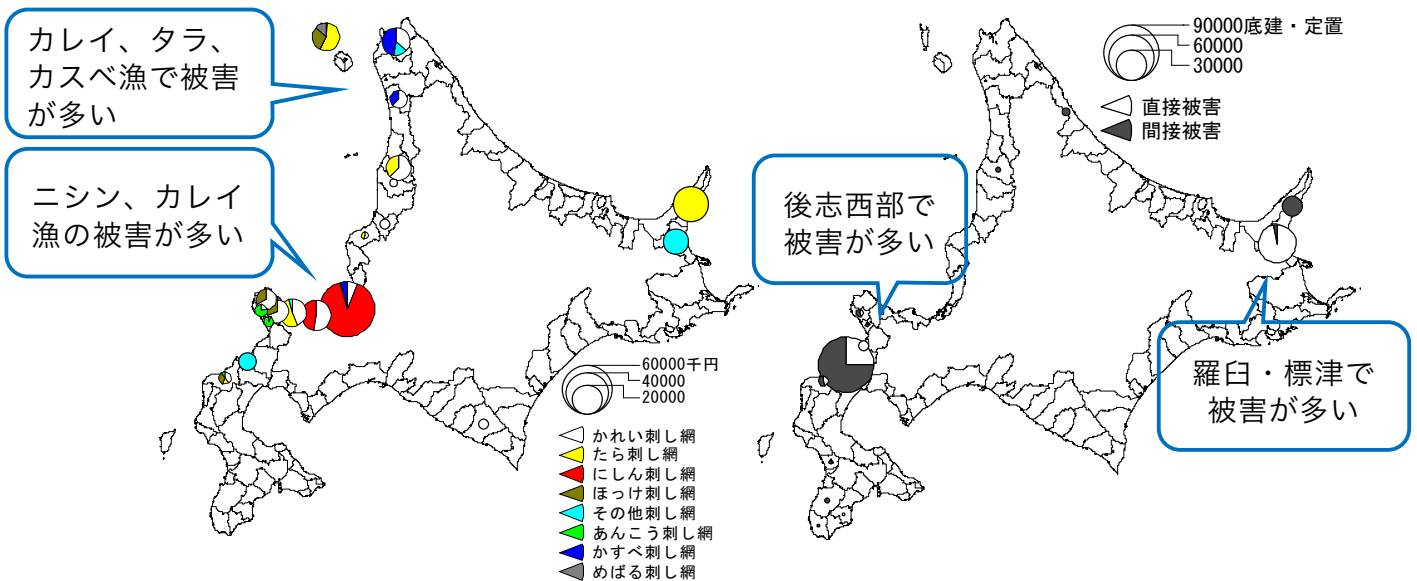 カレイ、タラ、
カスベ漁で被害
が多い
ニシン、カレイ
漁の被害が多い
60000千円
40000
20000
かれい刺し網
たら刺し網
にしん刺し網
ほっけ刺し網
その他刺し網
あんこう刺し網
かすべ刺し網
めばる刺し網
90000底建・定置
60000
30000
直接被害
間接被害
後志西部で
被害が多い
羅臼・標津で
被害が多い